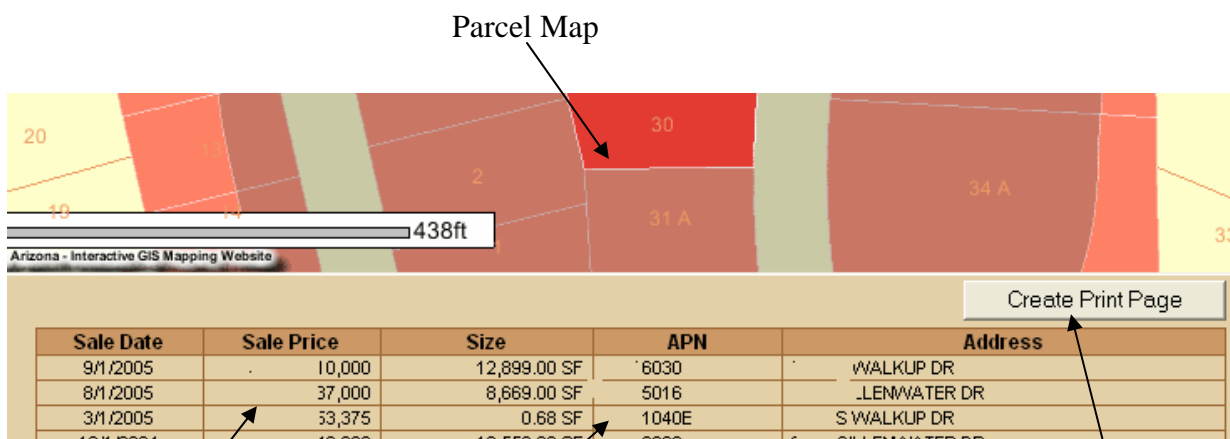 Parcel Map
20
13
30
2
34 A
19
14
31 A
438ft
Arizona - Interactive GIS Mapping Website
Create Print Page
Sale Date Sale Price Size APN Address
9/1/2005 10,000 12,899.00 SF 6030 WALKUP DR
8/1/2005 37,000 8,669.00 SF 5016 LLENWATER DR
3/1/2005 53,375 0.68 SF 1040E S WALKUP DR